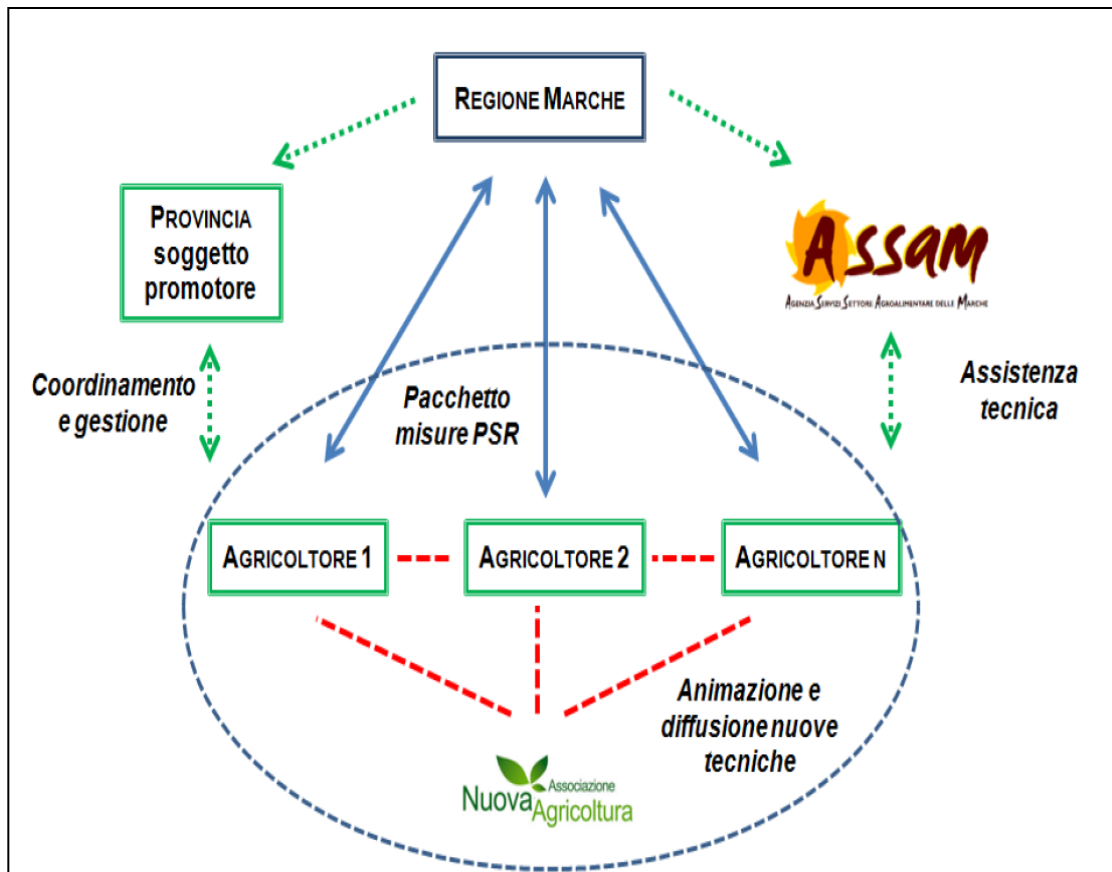 REGIONE MARCHE
PROVINCIA
soggetto
promotore
ASSAM
AGENZIA SERVIZI SETTORE AGROALIMENTARE DELLE MARCHE
Coordinamento
e gestione
Pacchetto
misure PSR
Assistenza
tecnica
AGRICOLTORE 1
AGRICOLTORE 2
AGRICOLTORE N
Animazione e
diffusione nuove
tecniche
Associazione
Nuova
Agricoltura